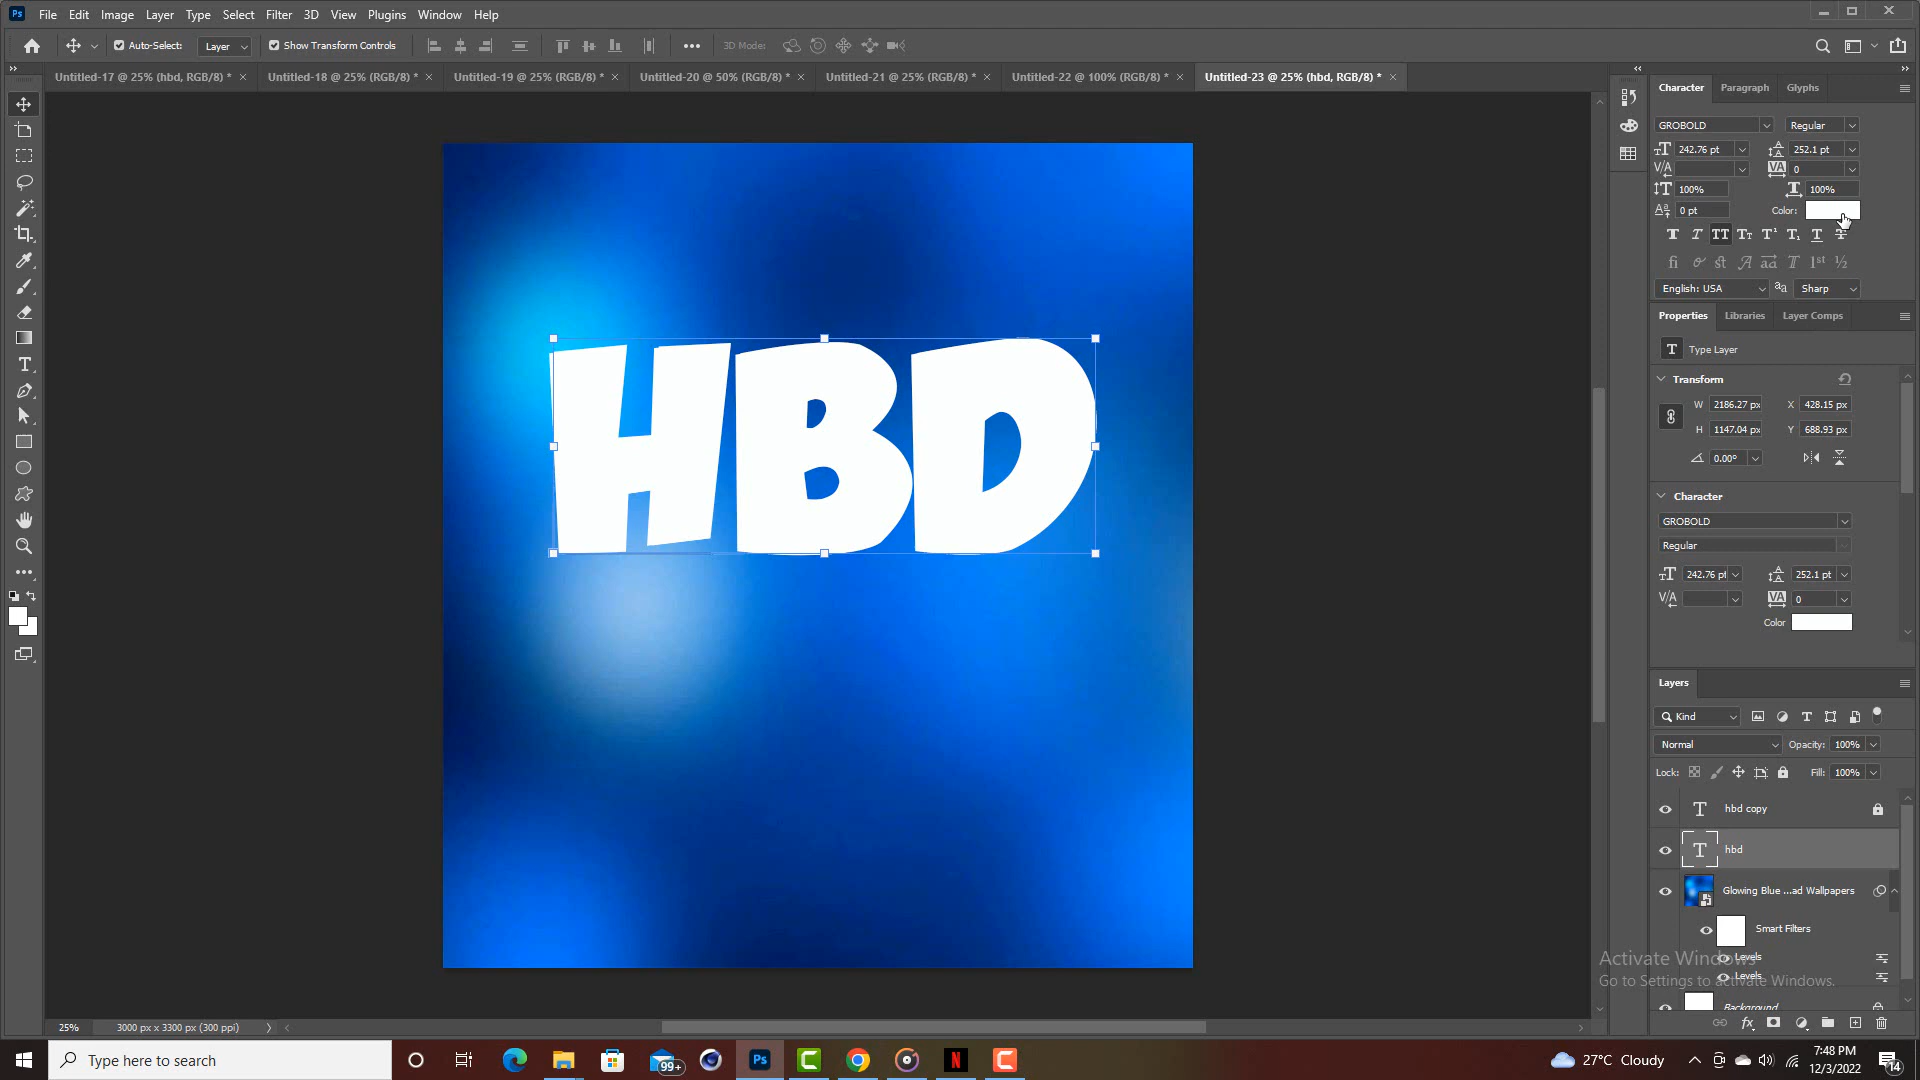 File Edit Image Layer Type Select Filter 3D View Plugins Window Help
Auto-Select: Layer Show Transform Controls 3D Mode:
Untitled-17 @ 25% (hbd, RGB/8) * Untitled-18 @ 25% (RGB/8) * Untitled-19 @ 25% (RGB/8) * Untitled-20 @ 50% (RGB/8) * Untitled-21 @ 25% (RGB/8) * Untitled-22 @ 100% (RGB/8) * Untitled-23 @ 25% (hbd, RGB/8) *
HBD
Character Paragraph Glyphs
GROBOLD Regular
242.76 pt 252.1 pt
0
100% 100%
0 pt Color:
English: USA Sharp
Properties Libraries Layer Comps
Type Layer
Transform
W 2186.27 px X 428.15 px
H 1147.04 px Y 688.93 px
0.00°
Character
GROBOLD
Regular
242.76 pt 252.1 pt
0
Color
Layers
Kind
Normal Opacity: 100%
Lock: Fill: 100%
hbd copy
hbd
Glowing Blue ...ad Wallpapers
Smart Filters
Levels
Levels
Background
Activate Windows
Go to Settings to activate Windows.
25% 3000 px x 3300 px (300 ppi)
Type here to search
99+
27°C Cloudy
7:48 PM
12/3/2022
14